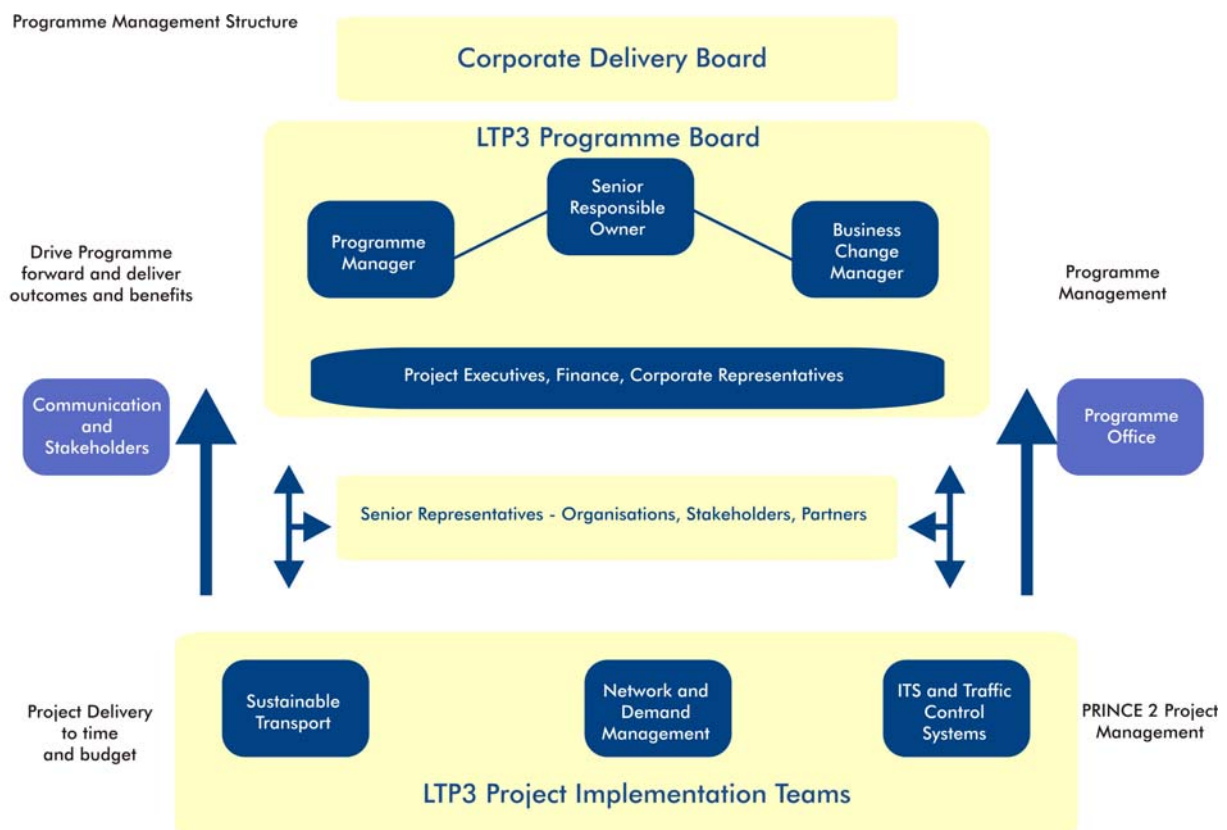 Programme Management Structure
Corporate Delivery Board
LTP3 Programme Board
Senior
Responsible
Owner
Programme
Manager
Business
Change
Manager
Drive Programme
forward and deliver
outcomes and benefits
Programme
Management
Project Executives, Finance, Corporate Representatives
Communication
and
Stakeholders
Programme
Office
Senior Representatives - Organisations, Stakeholders, Partners
Sustainable
Transport
Network and
Demand
Management
ITS and Traffic
Control
Systems
Project Delivery
to time
and budget
PRINCE 2 Project
Management
LTP3 Project Implementation Teams